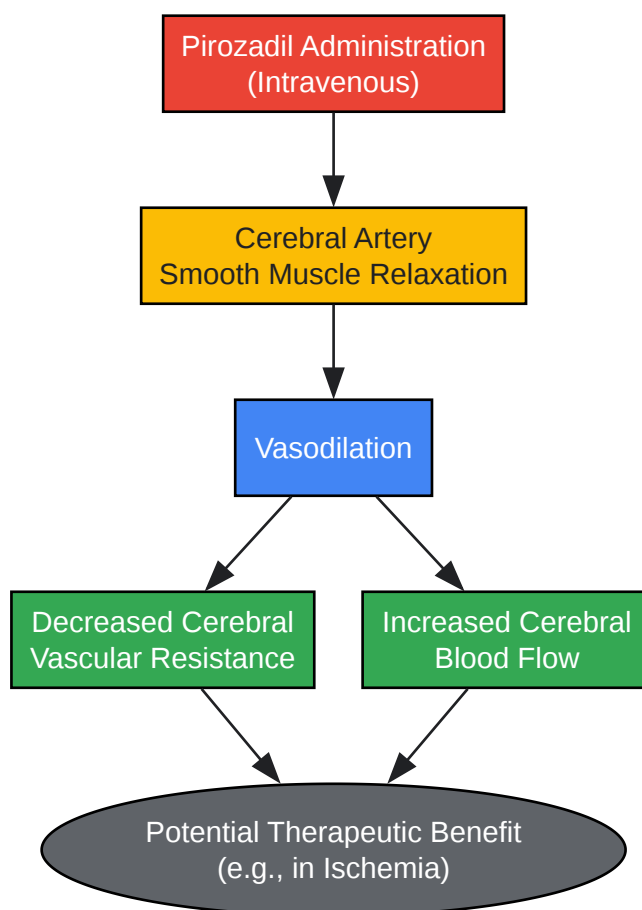 Pirozadil Administration
(Intravenous)
Cerebral Artery
Smooth Muscle Relaxation
Vasodilation
Decreased Cerebral
Vascular Resistance
Increased Cerebral
Blood Flow
Potential Therapeutic Benefit
(e.g., in Ischemia)